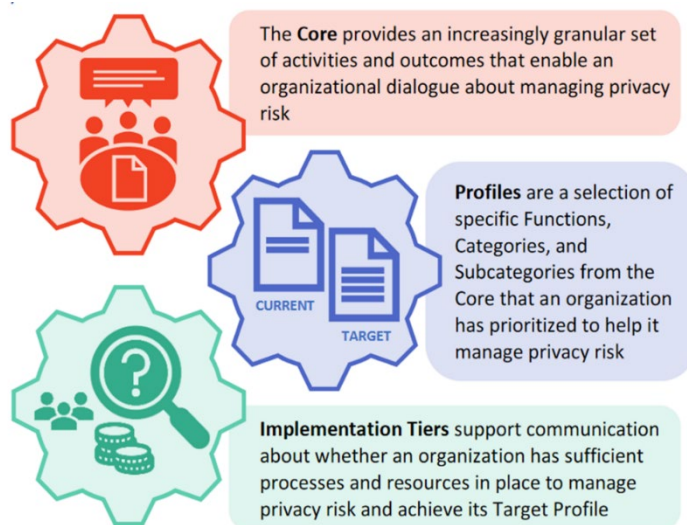 The Core provides an increasingly granular set
of activities and outcomes that enable an
organizational dialogue about managing privacy
risk
Profiles are a selection of
specific Functions,
Categories, and
Subcategories from the
Core that an organization
has prioritized to help it
manage privacy risk
CURRENT
TARGET
Implementation Tiers support communication
about whether an organization has sufficient
processes and resources in place to manage
privacy risk and achieve its Target Profile